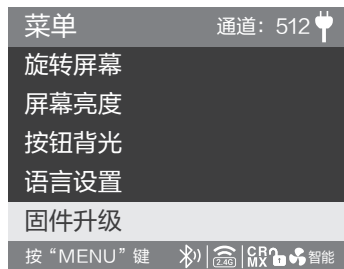 菜单 通道：512
旋转屏幕
屏幕亮度
按钮背光
语言设置
固件升级
按“MENU”键 2.4G CRMX 智能